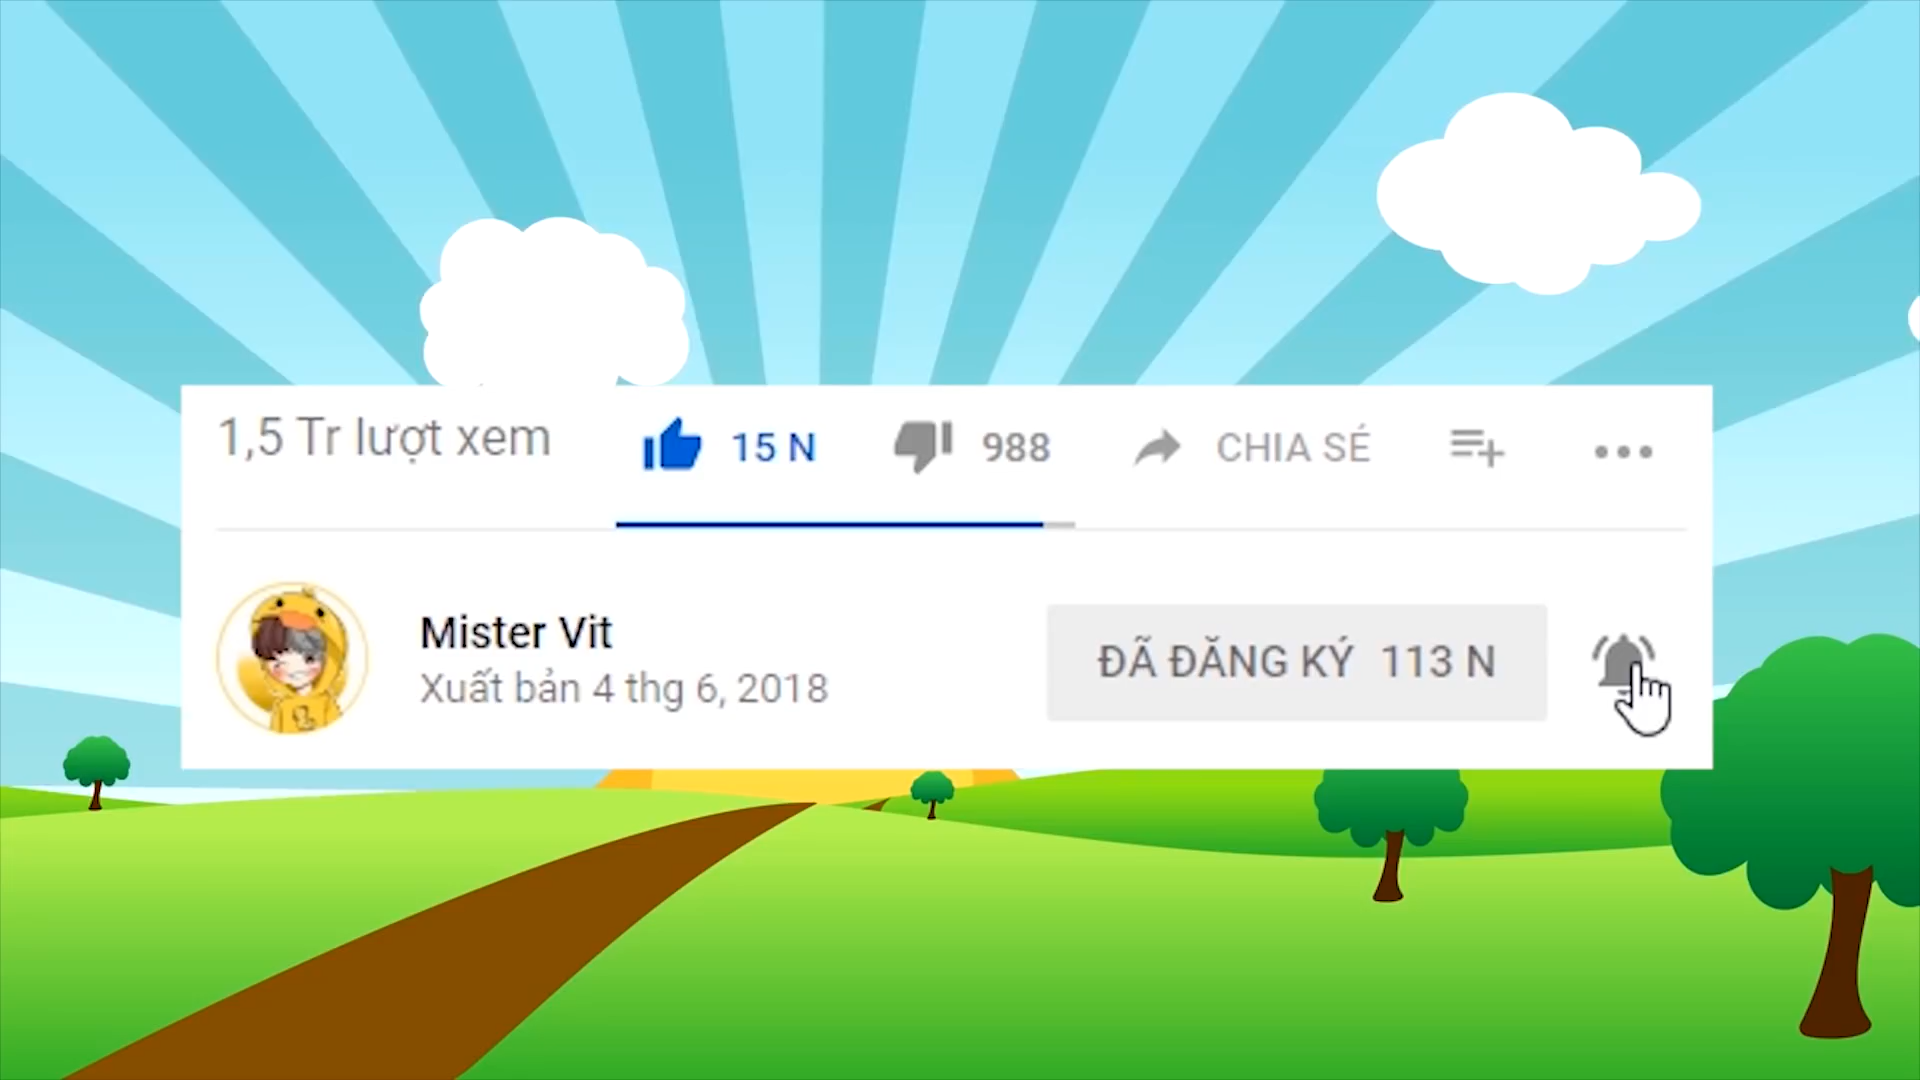 1,5 Tr lượt xem 15 N 988 CHIA SẺ
Mister Vit
Xuất bản 4 thg 6, 2018
ĐÃ ĐĂNG KÝ 113 N